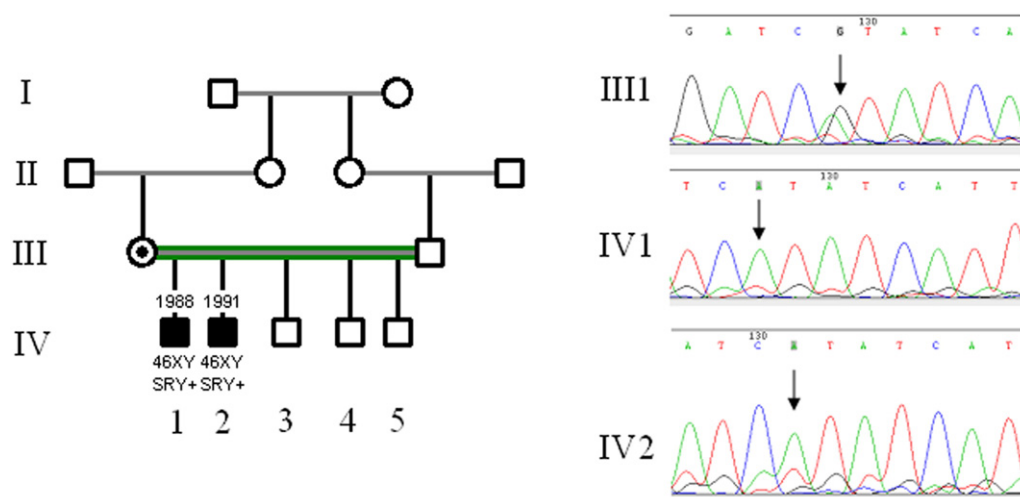 I
II
III
IV
1988 1991
46XY 46XY
SRY+ SRY+
1 2 3 4 5
III1
130
G A T C G T A T C A
IV1
130
T C A T A T C A T T
IV2
130
A T C A T A T C A T